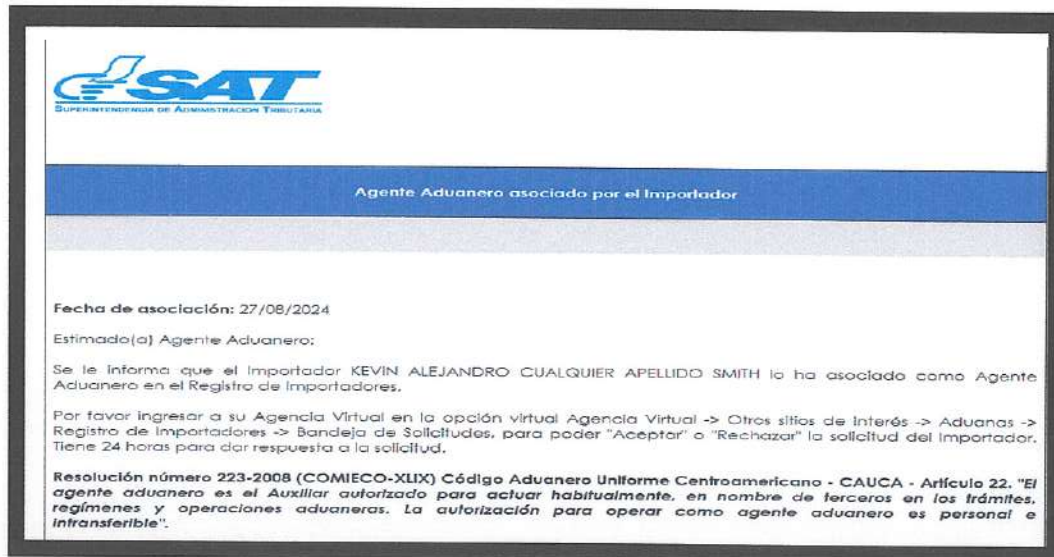 SAT
SUPERINTENDENCIA DE ADMINISTRACION TRIBUTARIA
Agente Aduanero asociado por el Importador
Fecha de asociación: 27/08/2024
Estimado(a) Agente Aduanero:
Se le informa que el Importador KEVIN ALEJANDRO CUALQUIER APELLIDO SMITH lo ha asociado como Agente
Aduanero en el Registro de Importadores.
Por favor ingresar a su Agencia Virtual en la opción virtual Agencia Virtual -> Otros sitios de Interés -> Aduanas ->
Registro de Importadores -> Bandeja de Solicitudes, para poder "Aceptar" o "Rechazar" la solicitud del Importador.
Tiene 24 horas para dar respuesta a la solicitud.
Resolución número 223-2008 (COMIECO-XLIX) Código Aduanero Uniforme Centroamericano - CAUCA - Artículo 22. "El
agente aduanero es el Auxiliar autorizado para actuar habitualmente, en nombre de terceros en los trámites,
regímenes y operaciones aduaneras. La autorización para operar como agente aduanero es personal e
intransferible".